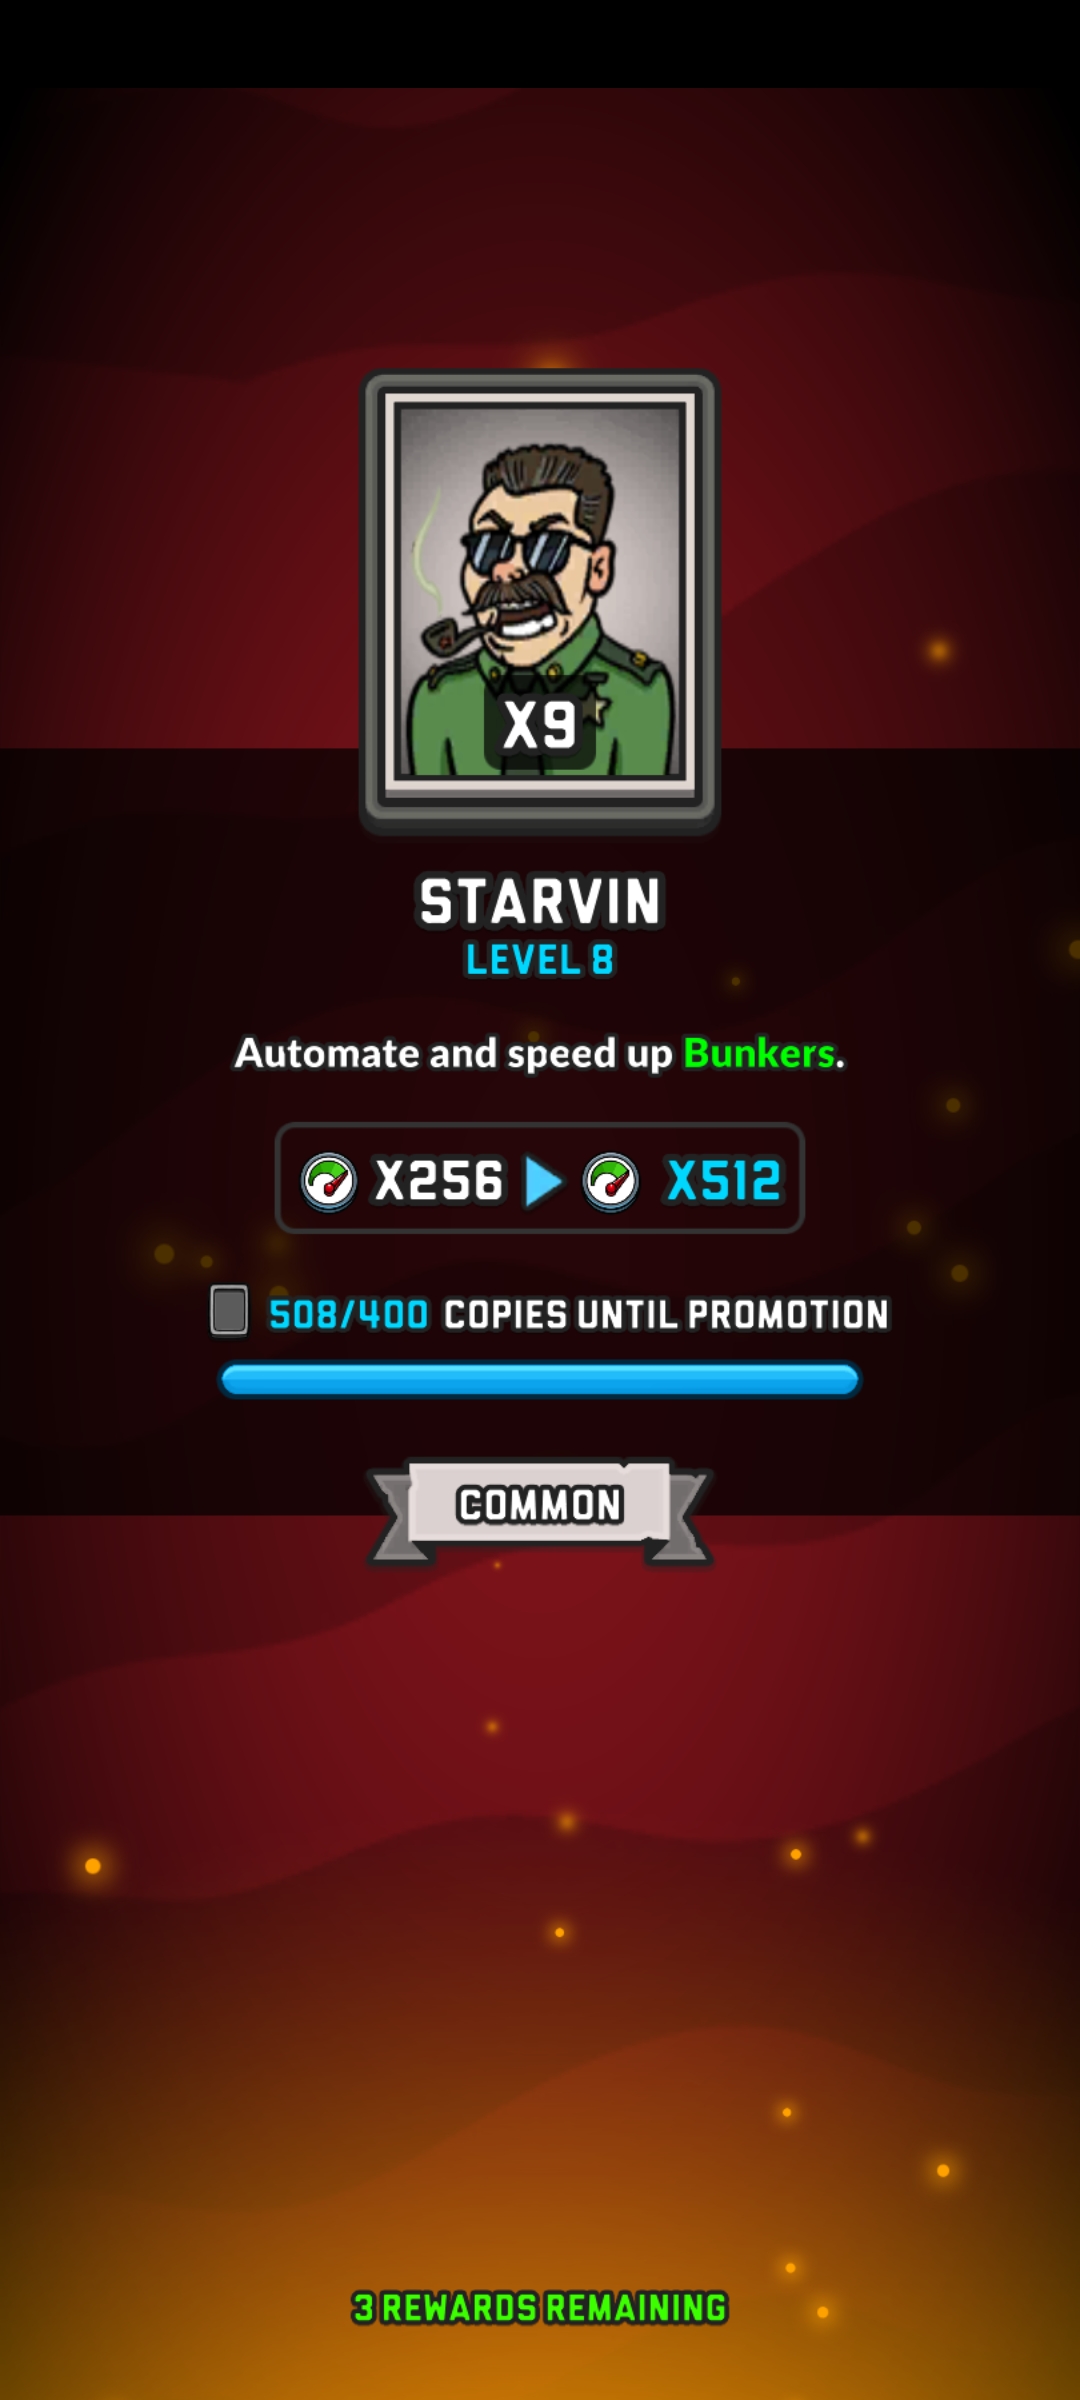 X9
STARVIN
LEVEL 8
Automate and speed up Bunkers.
X256 X512
508/400 COPIES UNTIL PROMOTION
COMMON
3 REWARDS REMAINING